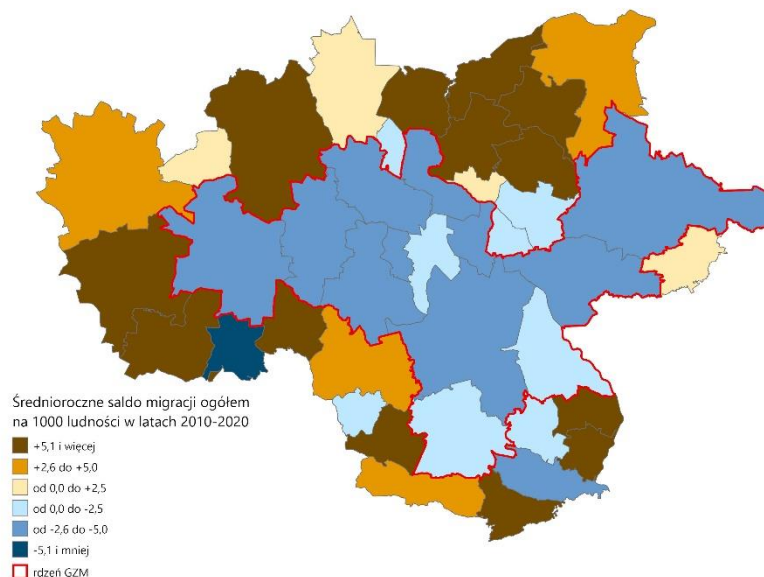 Średnioroczne saldo migracji ogółem
na 1000 ludności w latach 2010-2020
+5,1 i więcej
+2,6 do +5,0
od 0,0 do +2,5
od 0,0 do -2,5
od -2,6 do -5,0
-5,1 i mniej
rdzeń GZM